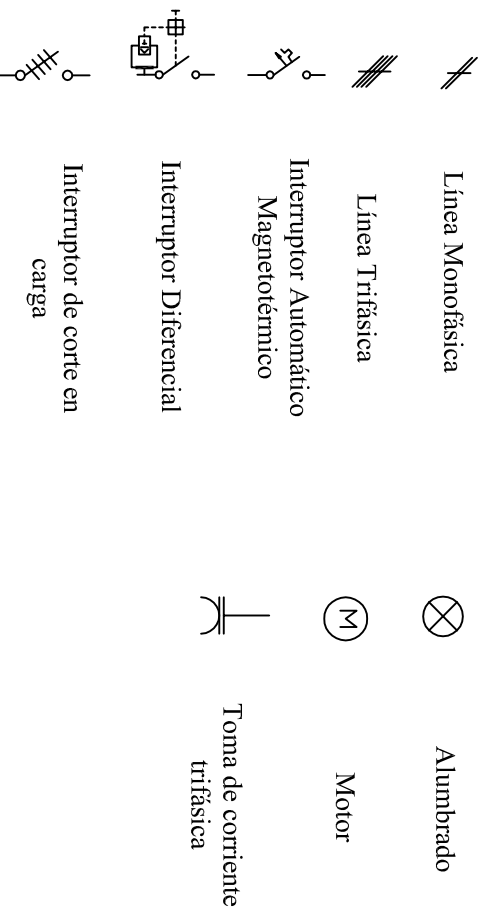 Línea Monofásica
Línea Trifásica
Interruptor Automático
Magnetotérmico
Interruptor Diferencial
Interruptor de corte en
carga
Alumbrado
M
Motor
Toma de corriente
trifásica